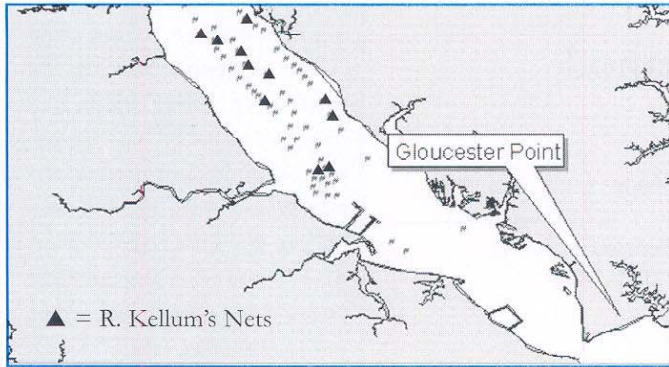 Gloucester Point
▲ = R. Kellum's Nets